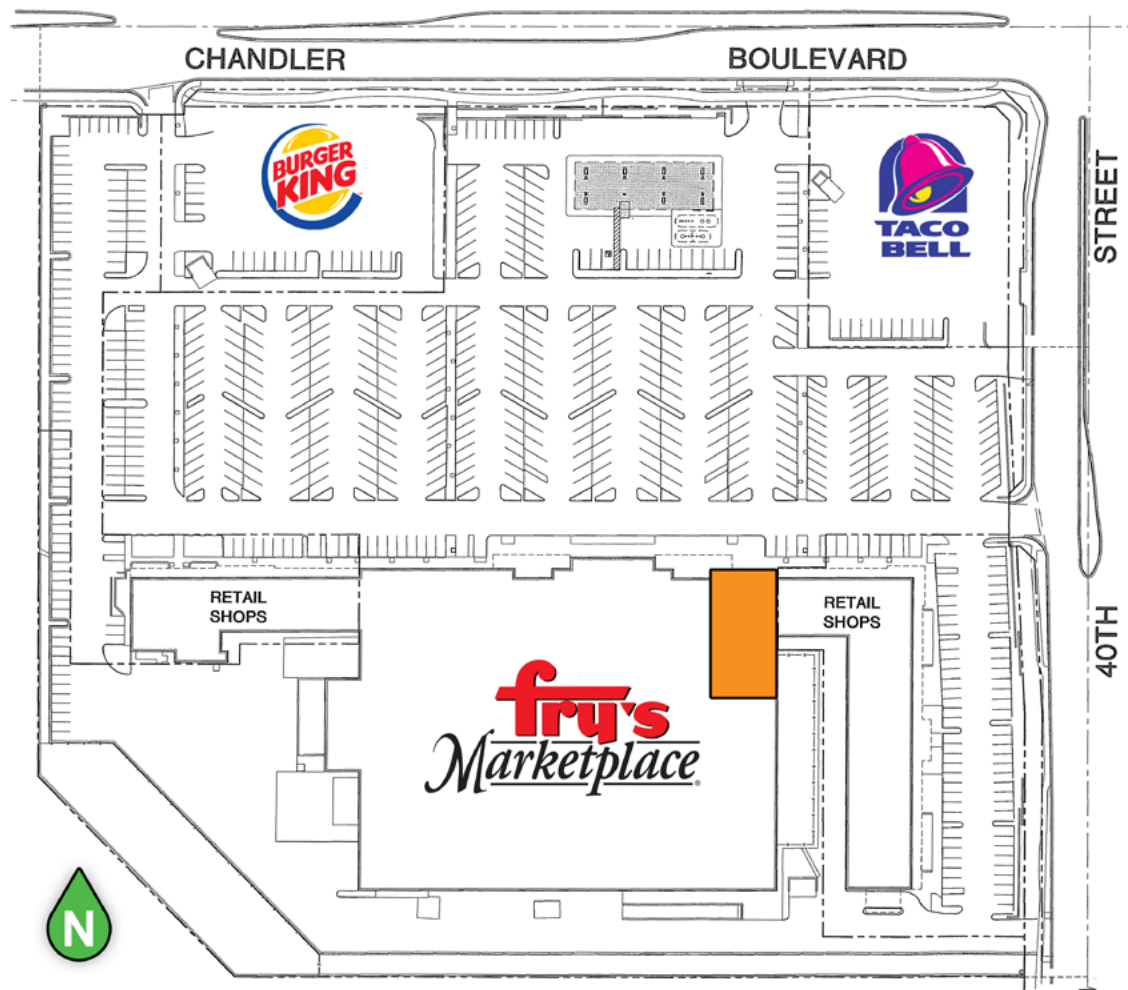 CHANDLER BOULEVARD
BURGER
KING
TACO
BELL
STREET
RETAIL
SHOPS
RETAIL
SHOPS
40TH
fry's
Marketplace
N